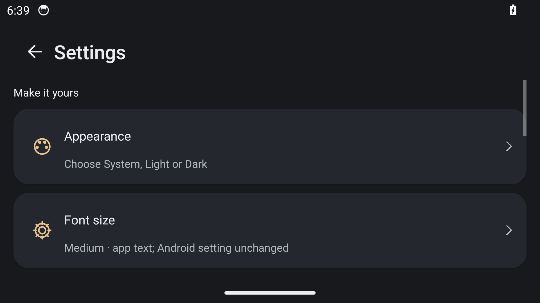 6:39
Settings
Make it yours
Appearance
Choose System, Light or Dark
Font size
Medium · app text; Android setting unchanged